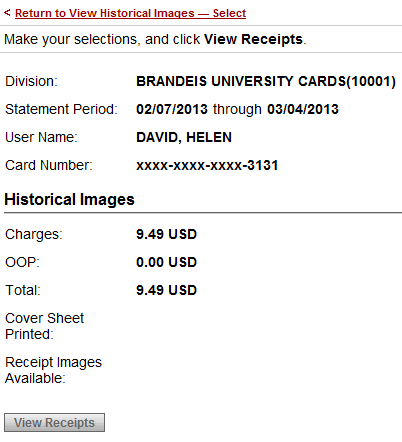 < Return to View Historical Images — Select
Make your selections, and click View Receipts.
Division: BRANDEIS UNIVERSITY CARDS(10001)
Statement Period: 02/07/2013 through 03/04/2013
User Name: DAVID, HELEN
Card Number: xxxx-xxxx-xxxx-3131
Historical Images
Charges: 9.49 USD
OOP: 0.00 USD
Total: 9.49 USD
Cover Sheet
Printed:
Receipt Images
Available:
View Receipts